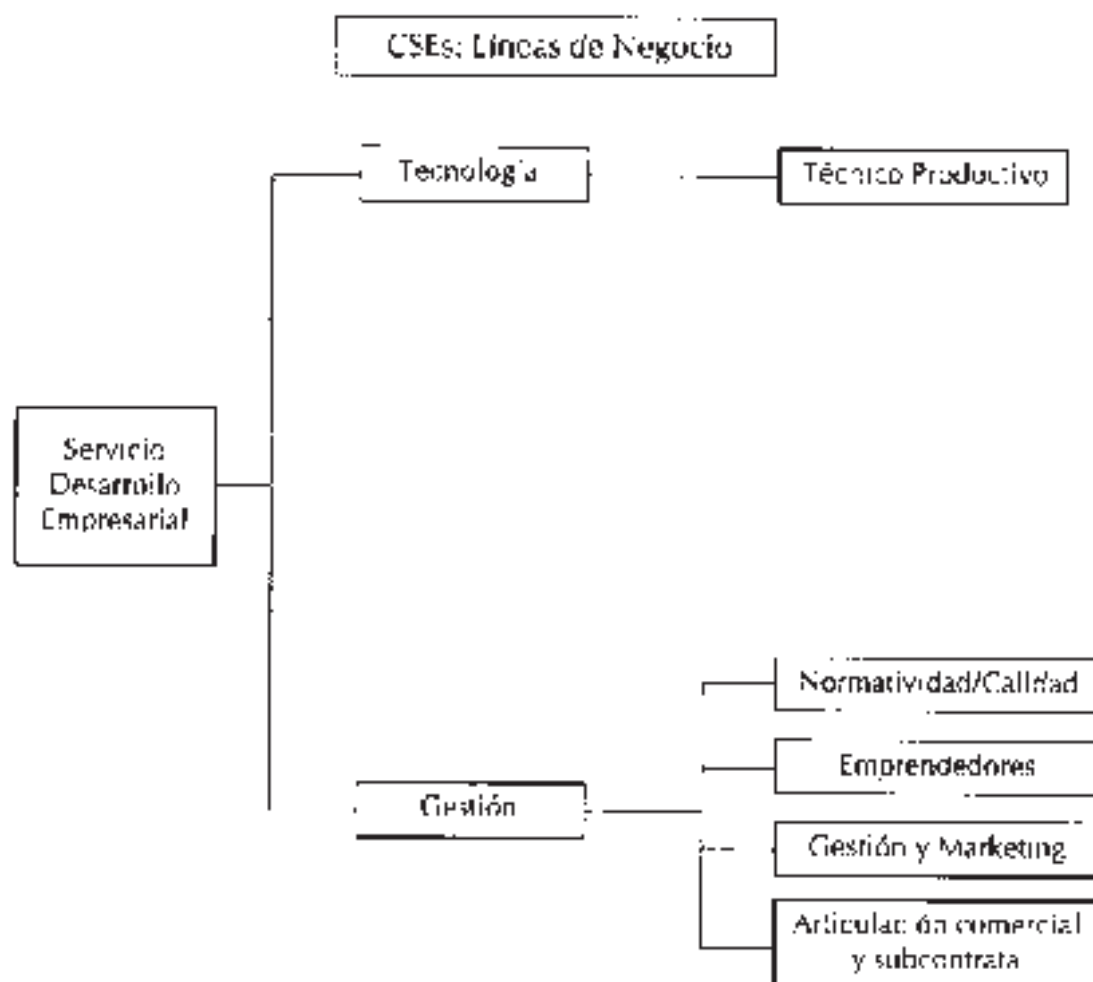 CSEs: Líneas de Negocio
Tecnología
Técnico Productivo
Servicio
Desarrollo
Empresarial
Normatividad/Calidad
Emprendedores
Gestión
Gestión y Marketing
Articulación comercial
y subcontrata